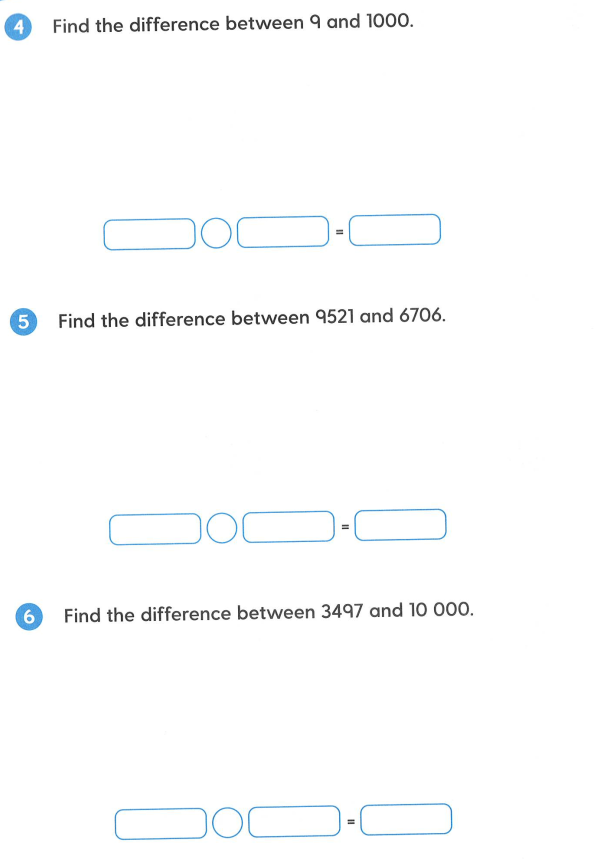 4 Find the difference between 9 and 1000.
=
5 Find the difference between 9521 and 6706.
=
6 Find the difference between 3497 and 10 000.
=